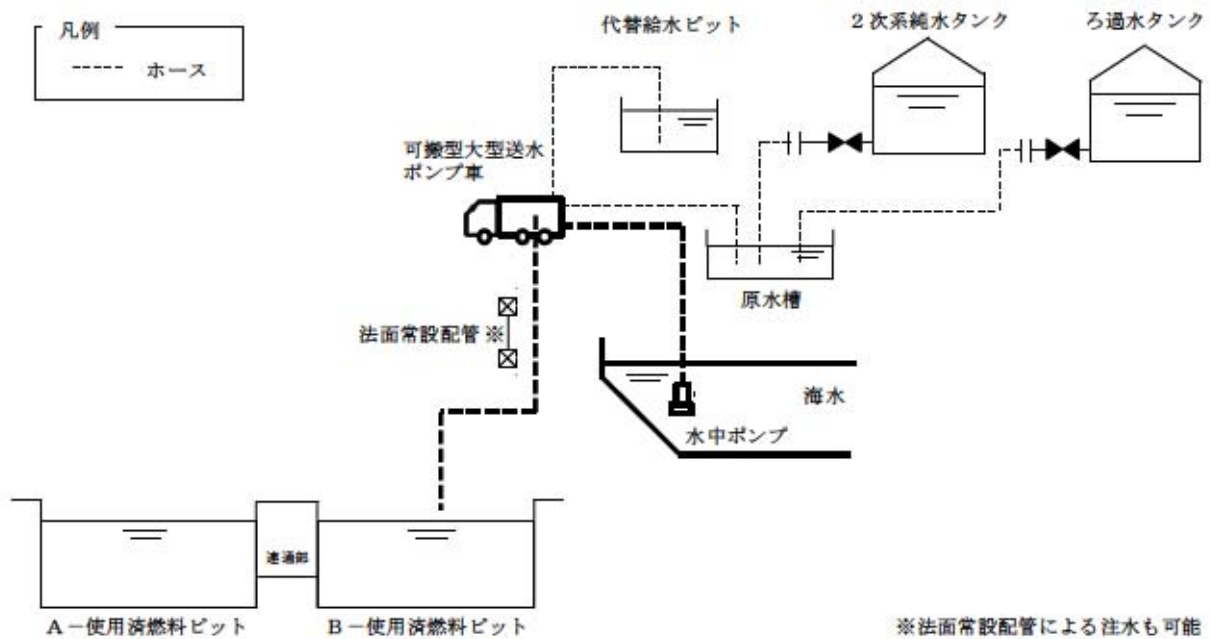 凡例
ホース
代替給水ピット
2次系純水タンク
ろ過水タンク
可搬型大型送水
ポンプ車
原水槽
法面常設配管※
海水
水中ポンプ
連通部
A-使用済燃料ピット
B-使用済燃料ピット
※法面常設配管による注水も可能